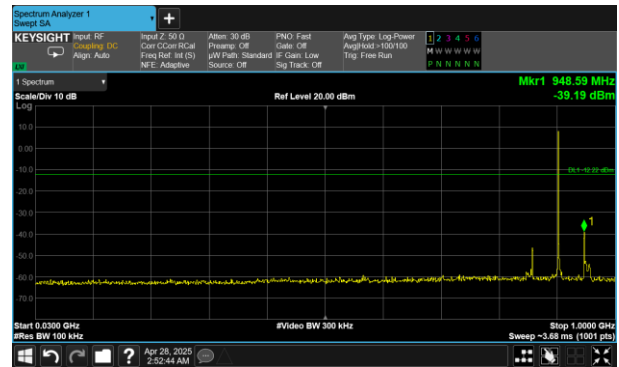 Spectrum Analyzer 1
Swept SA
KEYSIGHT
Input: RF
Coupling: DC
Align: Auto
Input Z: 50 Ω
Corr CCorr RCal
Freq Ref: Int (S)
NFE: Adaptive
Atten: 30 dB
Preamp: Off
µW Path: Standard
Source: Off
PNO: Fast
Gate: Off
IF Gain: Low
Sig Track: Off
Avg Type: Log-Power
Avg|Hold:>100/100
Trig: Free Run
1 2 3 4 5 6
M W W W W W
P N N N N N
1 Spectrum
Scale/Div 10 dB
Ref Level 20.00 dBm
Mkr1 948.59 MHz
-39.19 dBm
Log
10.0
0.00
-10.0
DL1 -12.22 dBm
-20.0
-30.0
-40.0
1
-50.0
-60.0
-70.0
Start 0.0300 GHz
#Video BW 300 kHz
Stop 1.0000 GHz
#Res BW 100 kHz
Sweep ~3.68 ms (1001 pts)
?
Apr 28, 2025
2:52:44 AM